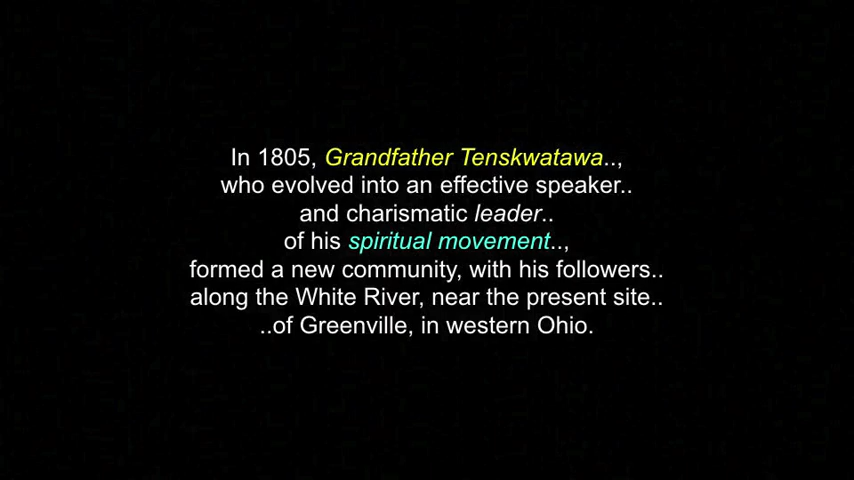 In 1805, Grandfather Tenskwatawa..,
who evolved into an effective speaker..
and charismatic leader..
of his spiritual movement..,
formed a new community, with his followers..
along the White River, near the present site..
..of Greenville, in western Ohio.